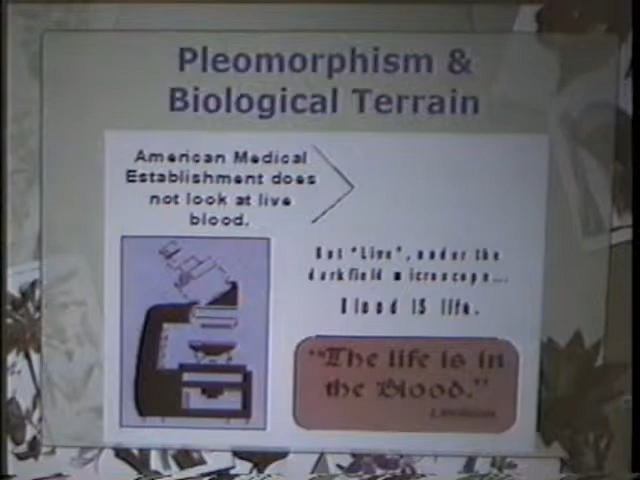 Pleomorphism &
Biological Terrain
American Medical
Establishment does
not look at live
blood.
But "Live", under the
darkfield microscope...
Blood IS life.
"The life is in
the Blood."